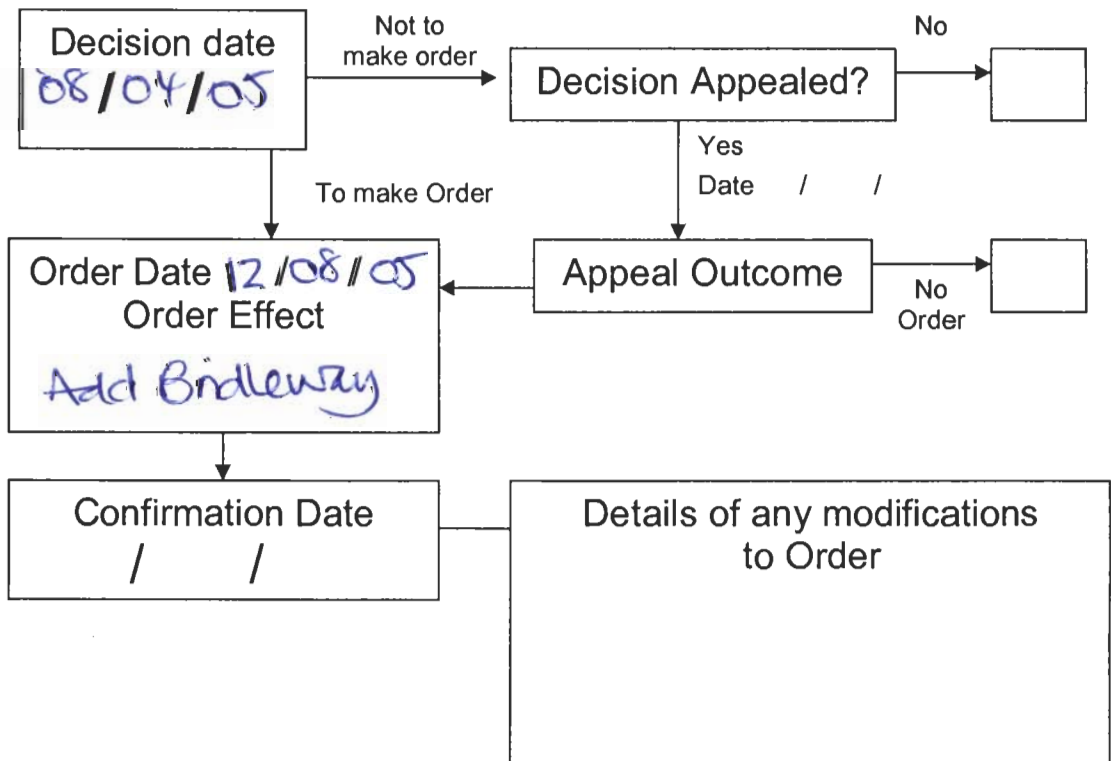 Decision date
08/04/05
Not to
make order
Decision Appealed?
No
Yes
Date / /
To make Order
Order Date 12/08/05
Order Effect
Add Bridleway
Appeal Outcome
No
Order
Confirmation Date
/ /
Details of any modifications
to Order